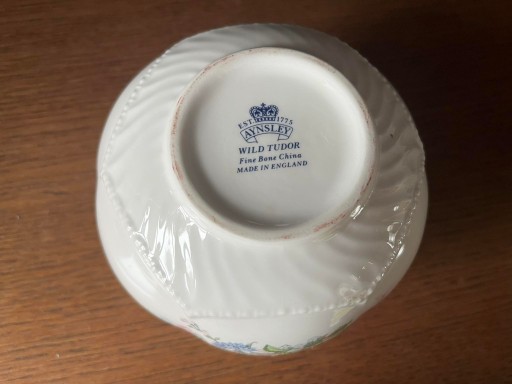 EST 1775
AYNSLEY
WILD TUDOR
Fine Bone China
MADE IN ENGLAND